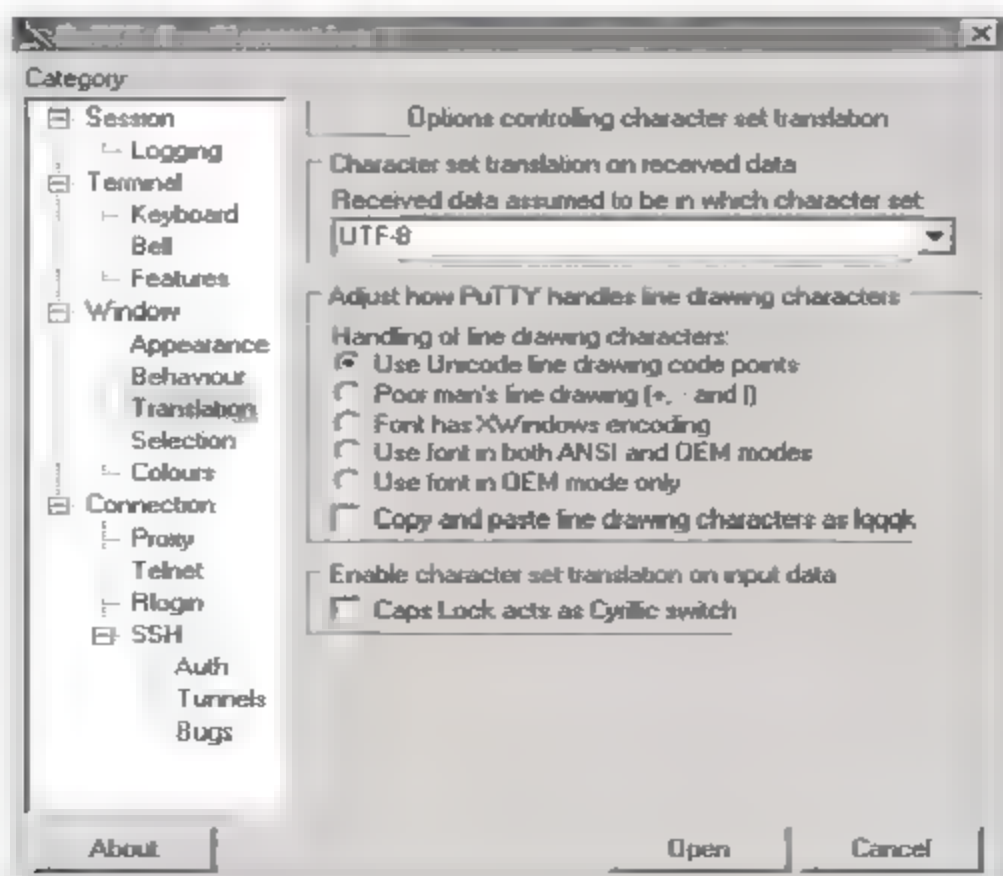 Category
Session
Logging
Terminal
Keyboard
Bell
Features
Window
Appearance
Behaviour
Translation
Selection
Colours
Connection
Proxy
Telnet
Rlogin
SSH
Auth
Tunnels
Bugs
Options controlling character set translation
Character set translation on received data
Received data assumed to be in which character set:
UTF-8
Adjust how PuTTY handles line drawing characters
Handling of line drawing characters:
Use Unicode line drawing code points
Poor man's line drawing (+, - and |)
Font has XWindows encoding
Use font in both ANSI and OEM modes
Use font in OEM mode only
Copy and paste line drawing characters as lqqqk
Enable character set translation on input data
Caps Lock acts as Cyrillic switch
About
Open
Cancel